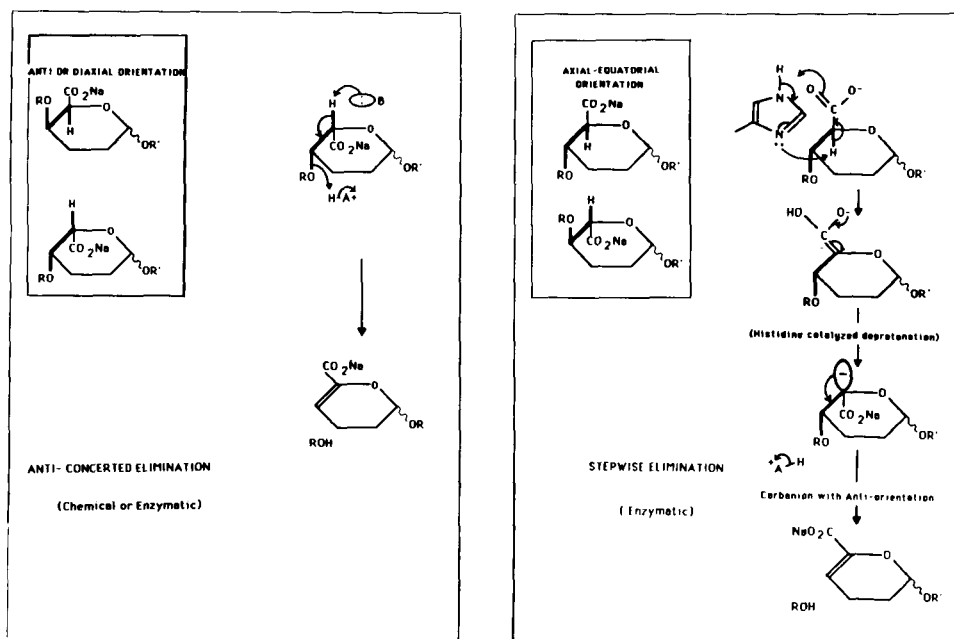 ANTI OR DIAXIAL ORIENTATION
CO2Na
RO
H
O
OR'
H
O
CO2Na
RO
OR'
H
B
O
CO2Na
RO
OR'
H-A+
CO2Na
O
OR
ROH
ANTI- CONCERTED ELIMINATION
(Chemical or Enzymatic)
AXIAL-EQUATORIAL
ORIENTATION
CO2Na
O
H
RO
OR'
H
RO
O
CO2Na
OR'
H
N
N
O
O-
C
O
H
RO
OR'
HO
O-
C
O
RO
OR'
(Histidine catalyzed deprotonation)
-
O
CO2Na
RO
OR'
+A H
STEPWISE ELIMINATION
(Enzymatic)
Carbanion with Anti-orientation
NaO2C
O
OR'
ROH